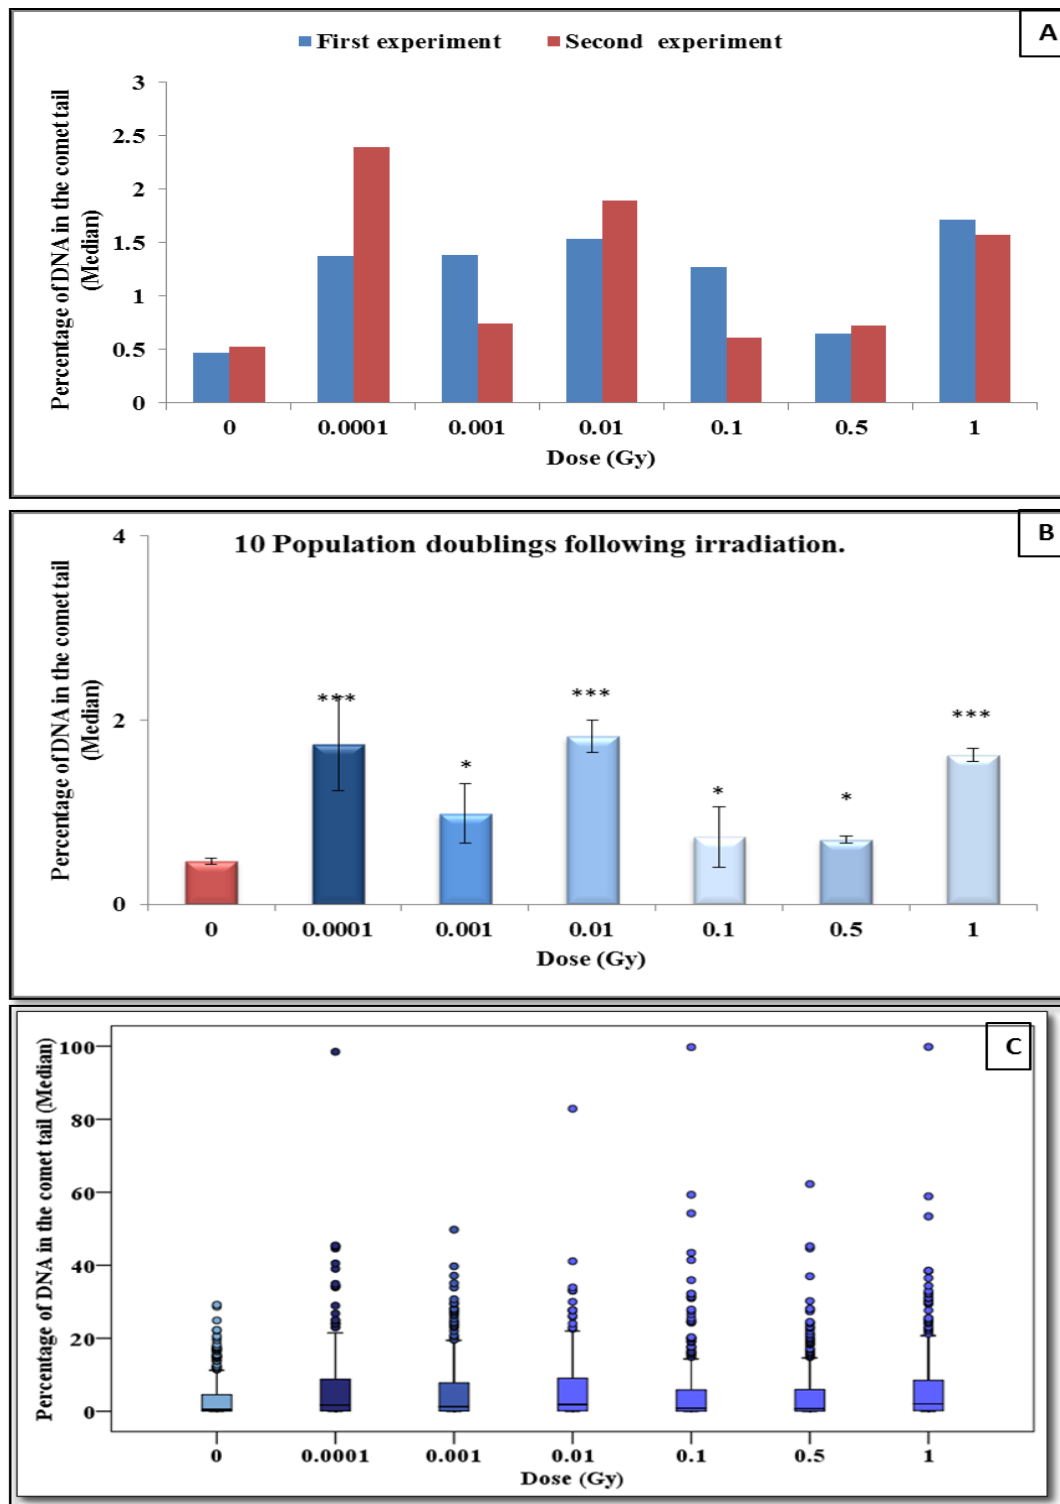 A
First experiment Second experiment
Percentage of DNA in the comet tail
(Median)
3
2.5
2
1.5
1
0.5
0
0 0.0001 0.001 0.01 0.1 0.5 1
Dose (Gy)
B
10 Population doublings following irradiation.
Percentage of DNA in the comet tail
(Median)
4
2
0
*** * *** * * ***
0 0.0001 0.001 0.01 0.1 0.5 1
Dose (Gy)
C
Percentage of DNA in the comet tail (Median)
100
80
60
40
20
0
0 0.0001 0.001 0.01 0.1 0.5 1
Dose (Gy)